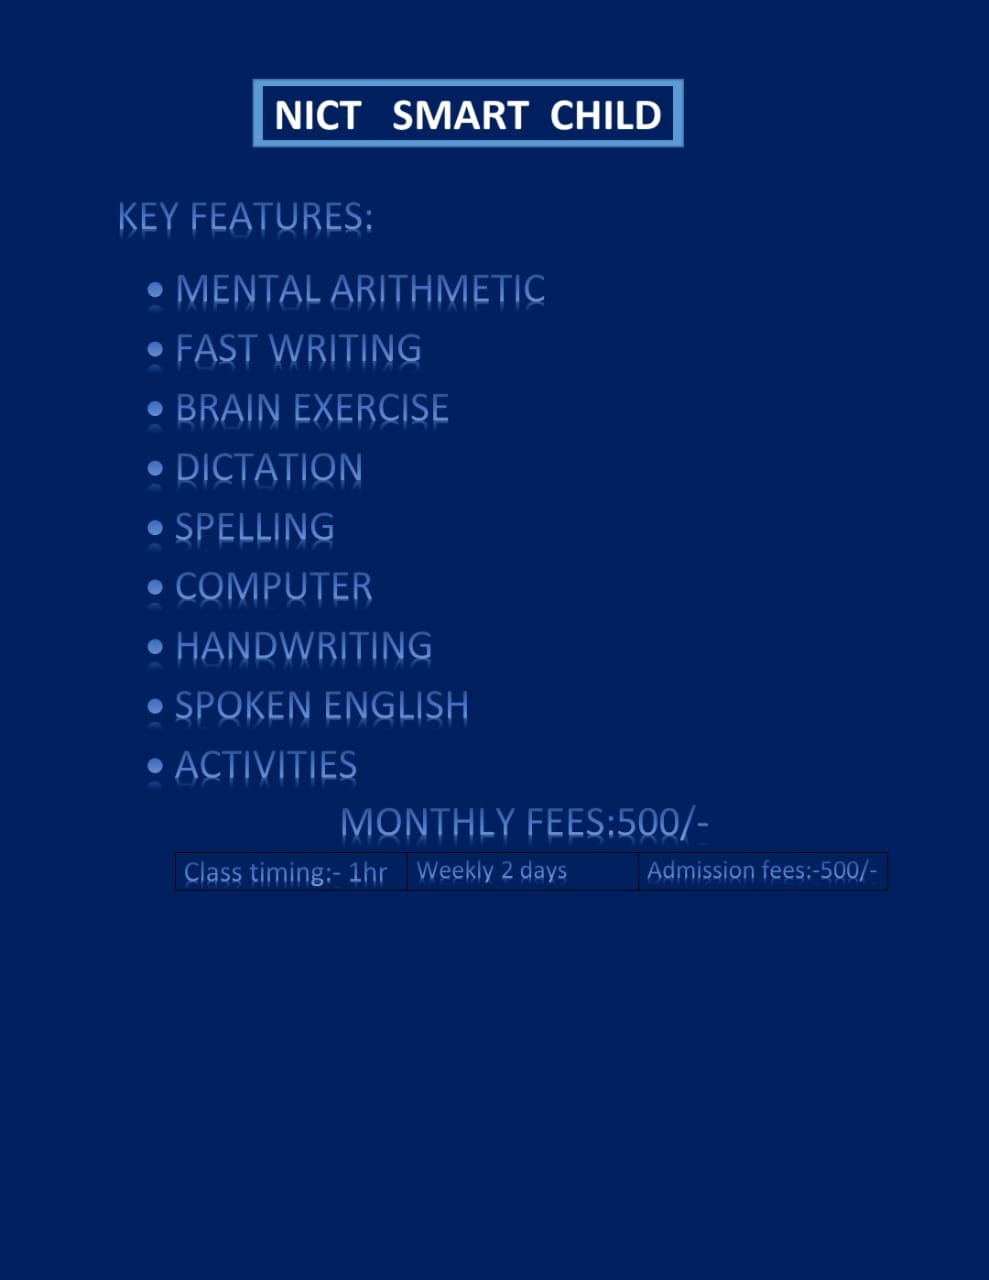 NICT SMART CHILD
KEY FEATURES:
• MENTAL ARITHMETIC
• FAST WRITING
• BRAIN EXERCISE
• DICTATION
• SPELLING
• COMPUTER
• HANDWRITING
• SPOKEN ENGLISH
• ACTIVITIES
MONTHLY FEES:500/-
Class timing:- 1hr Weekly 2 days Admission fees:-500/-